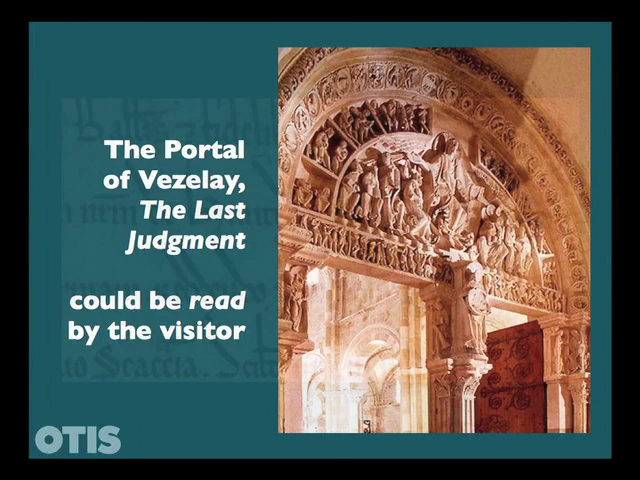 The Portal
of Vezelay,
The Last
Judgment
could be read
by the visitor
OTIS